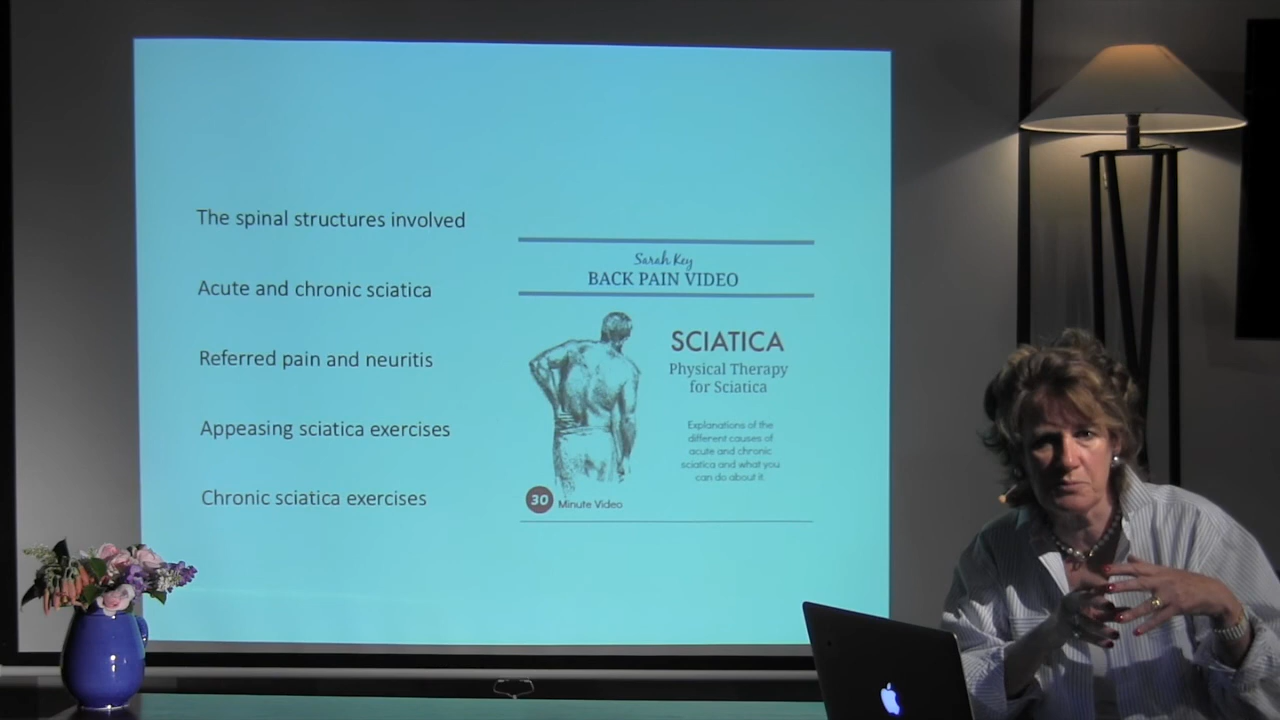 The spinal structures involved
Acute and chronic sciatica
Referred pain and neuritis
Appeasing sciatica exercises
Chronic sciatica exercises
Sarah Key
BACK PAIN VIDEO
SCIATICA
Physical Therapy
for Sciatica
Explanations of the
different causes of
acute and chronic
sciatica and what you
can do about it.
30 Minute Video